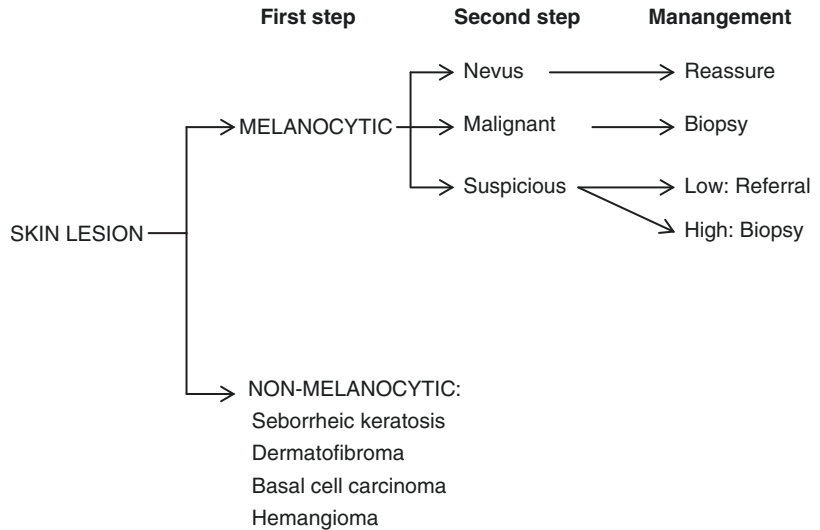 First step Second step Manangement
Nevus Reassure
MELANOCYTIC Malignant Biopsy
Suspicious Low: Referral
High: Biopsy
SKIN LESION
NON-MELANOCYTIC:
Seborrheic keratosis
Dermatofibroma
Basal cell carcinoma
Hemangioma